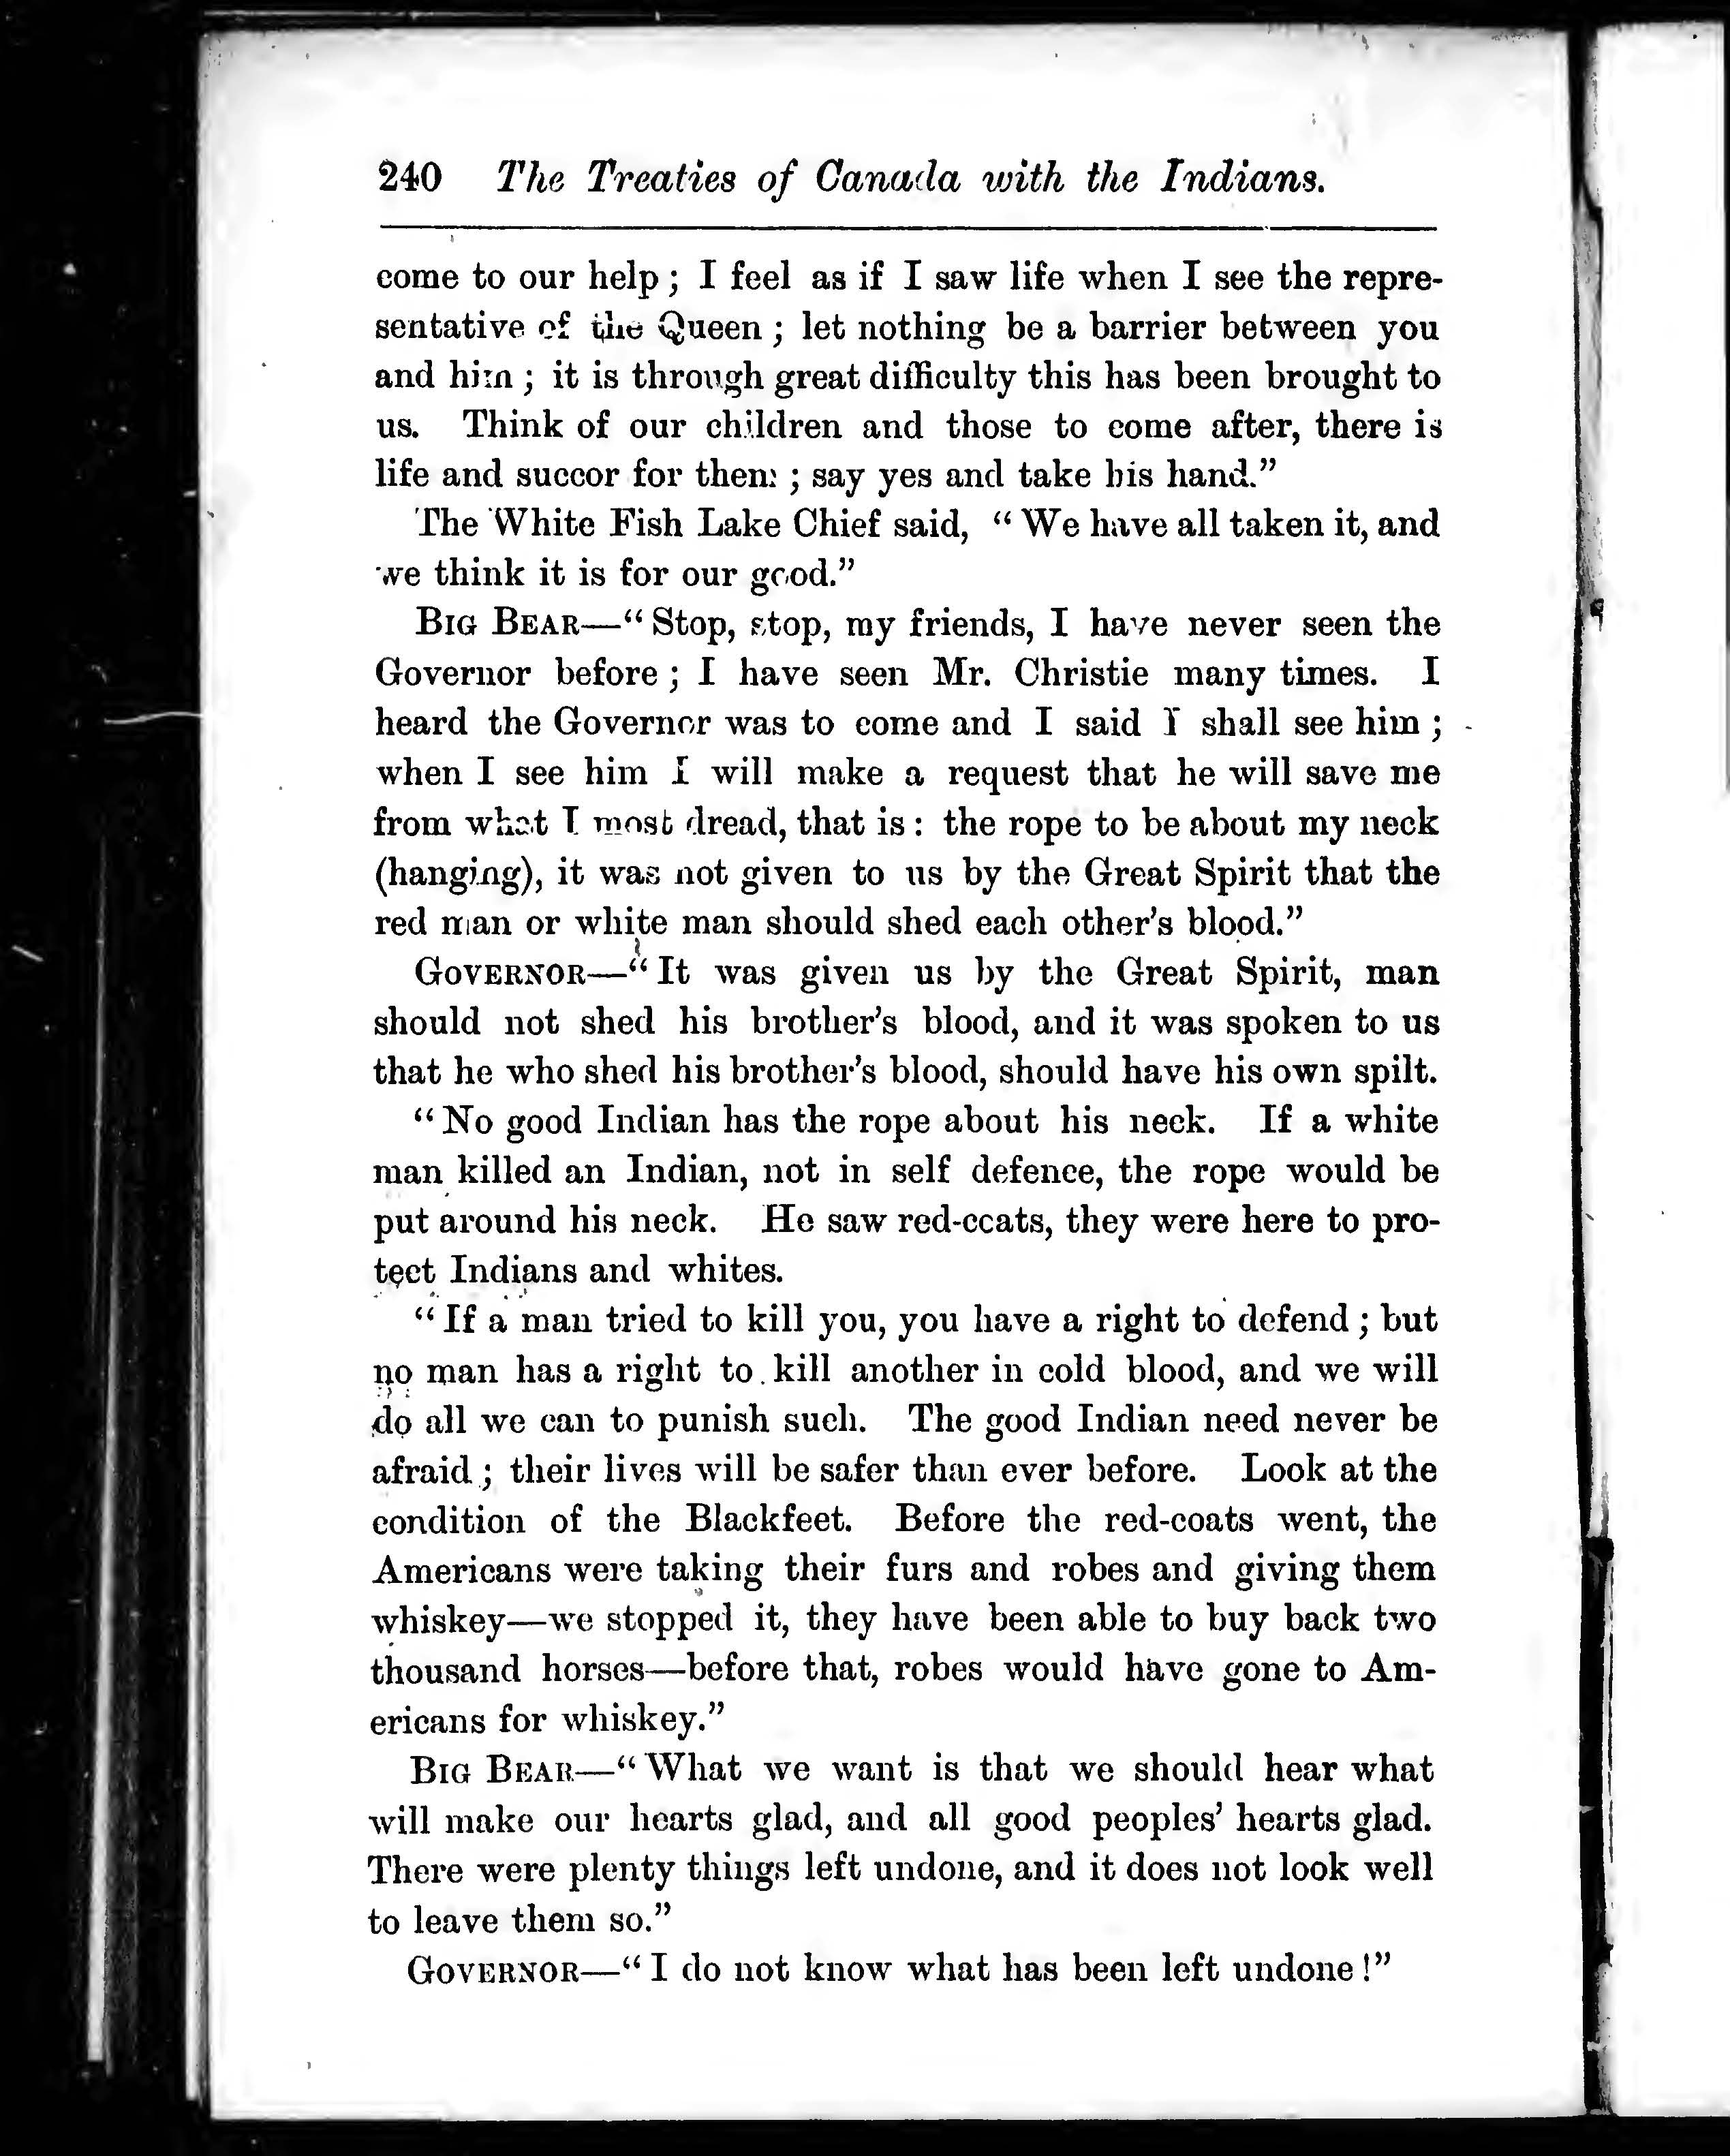 240 The Treaties of Canada with the Indians.
come to our help ; I feel as if I saw life when I see the repre-
sentative of the Queen ; let nothing be a barrier between you
and him ; it is through great difficulty this has been brought to
us. Think of our children and those to come after, there is
life and succor for them ; say yes and take his hand.”
The White Fish Lake Chief said, “ We have all taken it, and
we think it is for our good.”
BIG BEAR—“ Stop, stop, my friends, I have never seen the
Governor before ; I have seen Mr. Christie many times. I
heard the Governor was to come and I said I shall see him ;
when I see him I will make a request that he will save me
from what I most dread, that is : the rope to be about my neck
(hanging), it was not given to us by the Great Spirit that the
red man or white man should shed each other’s blood.”
GOVERNOR—“ It was given us by the Great Spirit, man
should not shed his brother’s blood, and it was spoken to us
that he who shed his brother’s blood, should have his own spilt.
“ No good Indian has the rope about his neck. If a white
man killed an Indian, not in self defence, the rope would be
put around his neck. He saw red-coats, they were here to pro-
tect Indians and whites.
“ If a man tried to kill you, you have a right to defend ; but
no man has a right to kill another in cold blood, and we will
do all we can to punish such. The good Indian need never be
afraid ; their lives will be safer than ever before. Look at the
condition of the Blackfeet. Before the red-coats went, the
Americans were taking their furs and robes and giving them
whiskey—we stopped it, they have been able to buy back two
thousand horses—before that, robes would have gone to Am-
ericans for whiskey.”
BIG BEAR—“ What we want is that we should hear what
will make our hearts glad, and all good peoples’ hearts glad.
There were plenty things left undone, and it does not look well
to leave them so.”
GOVERNOR—“ I do not know what has been left undone !”